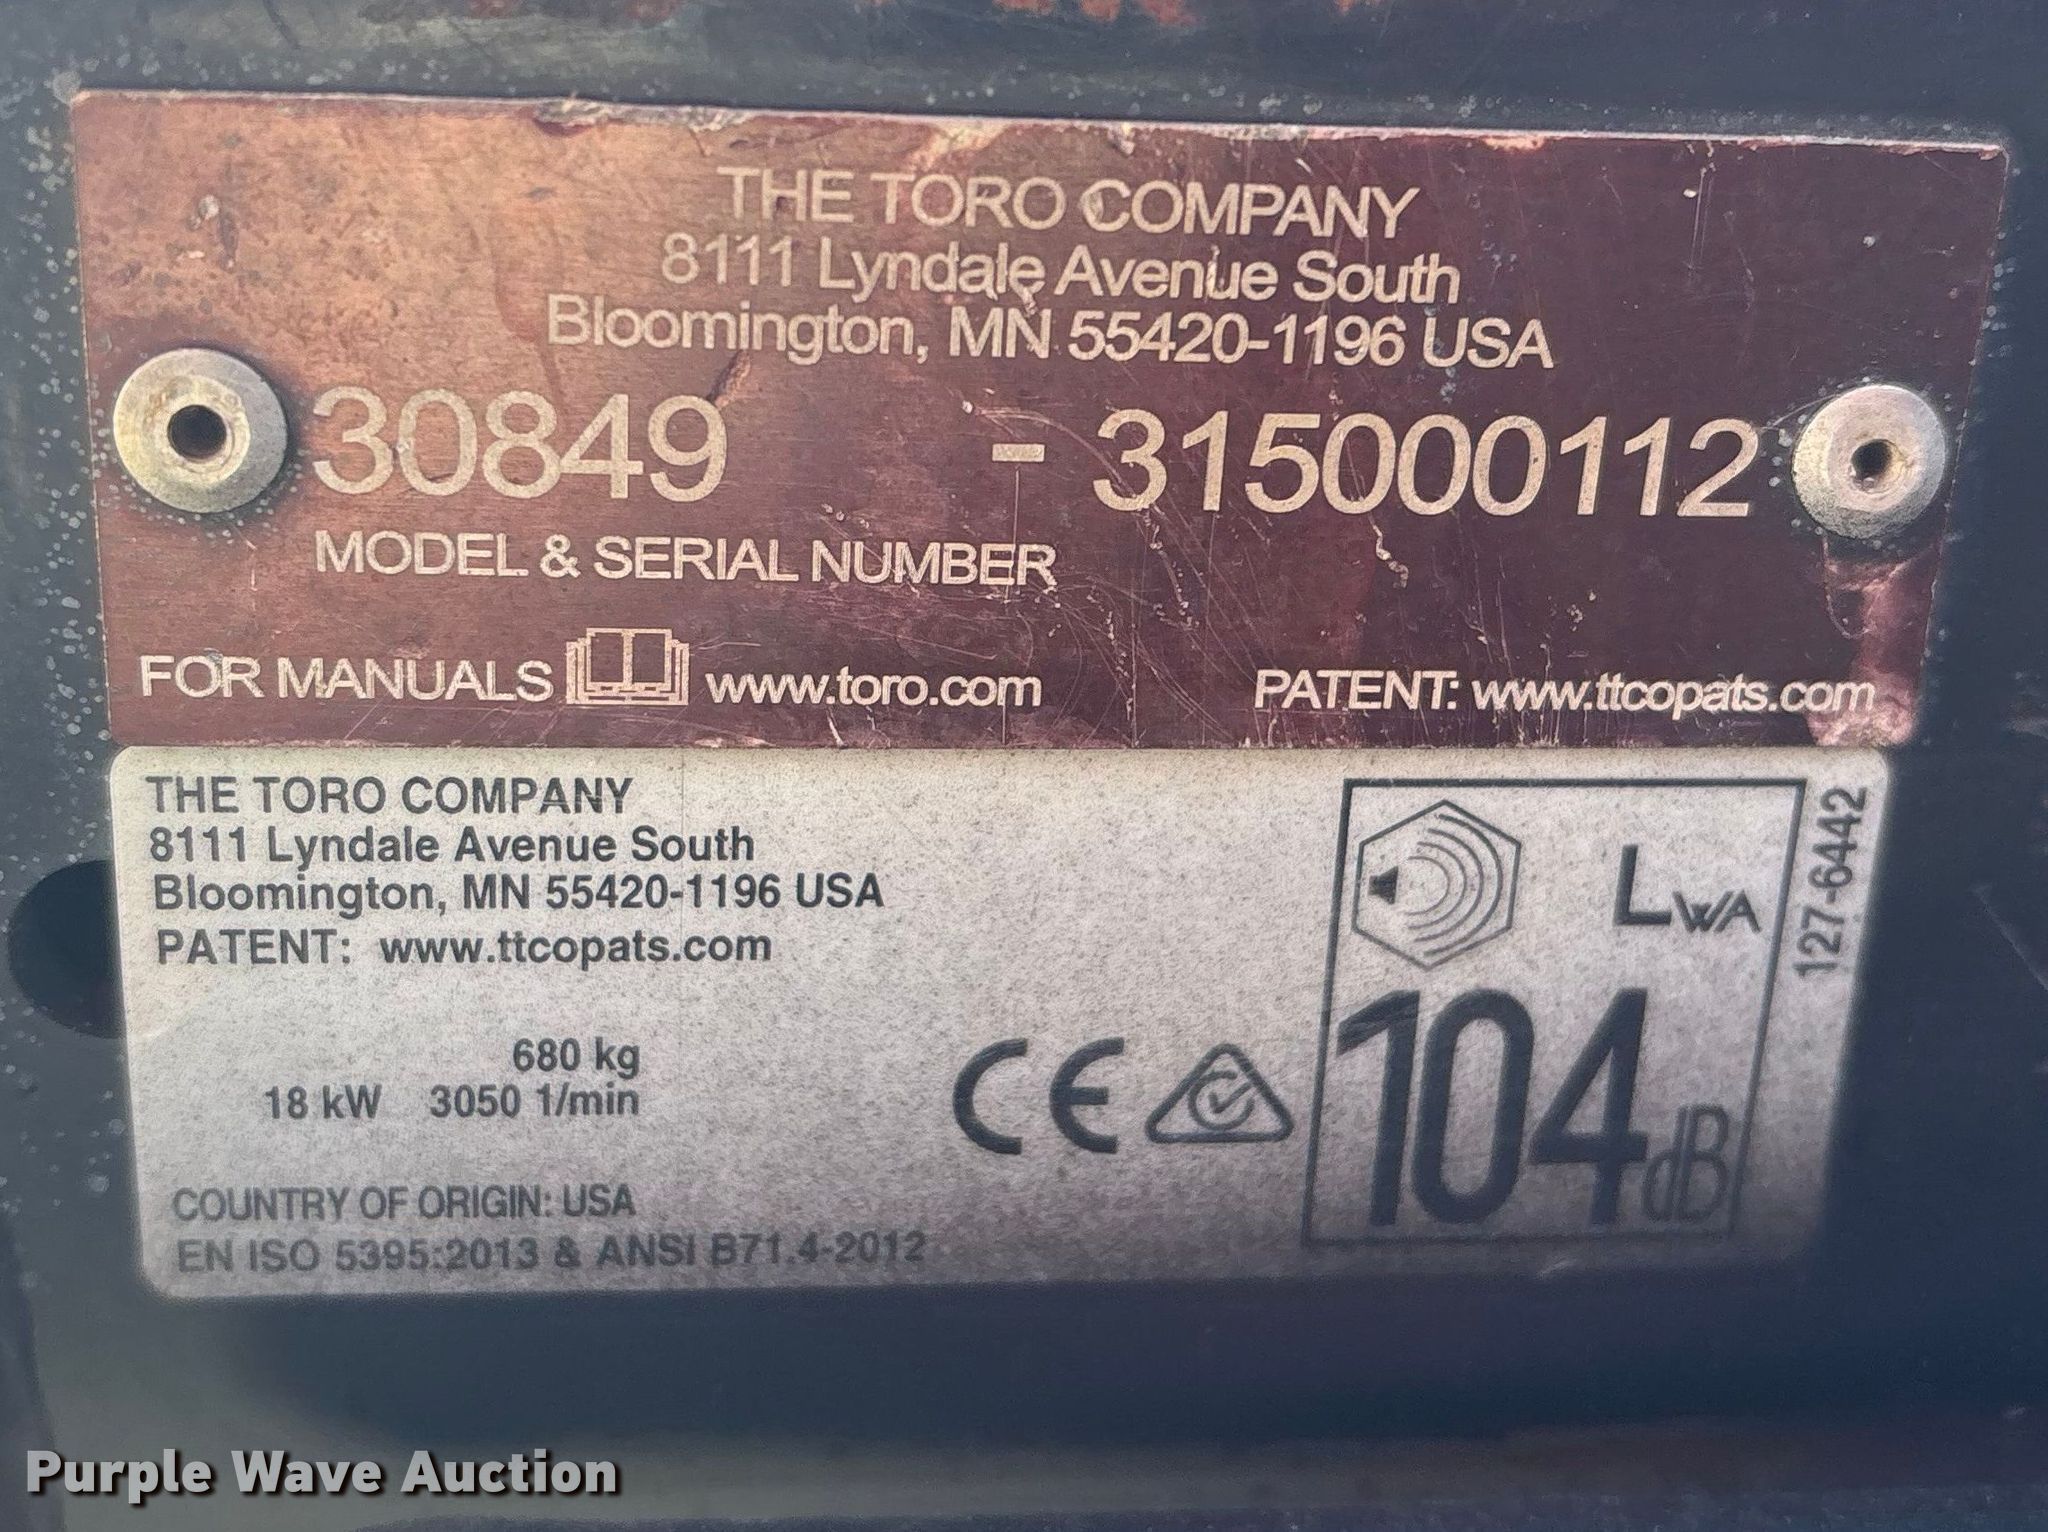 THE TORO COMPANY
8111 Lyndale Avenue South
Bloomington, MN 55420-1196 USA
30849 - 315000112
MODEL & SERIAL NUMBER
FOR MANUALS www.toro.com
PATENT: www.ttcopats.com
THE TORO COMPANY
8111 Lyndale Avenue South
Bloomington, MN 55420-1196 USA
PATENT: www.ttcopats.com
680 kg
18 kW 3050 1/min
COUNTRY OF ORIGIN: USA
EN ISO 5395:2013 & ANSI B71.4-2012
CE
LWA
104 dB
127-6442
Purple Wave Auction